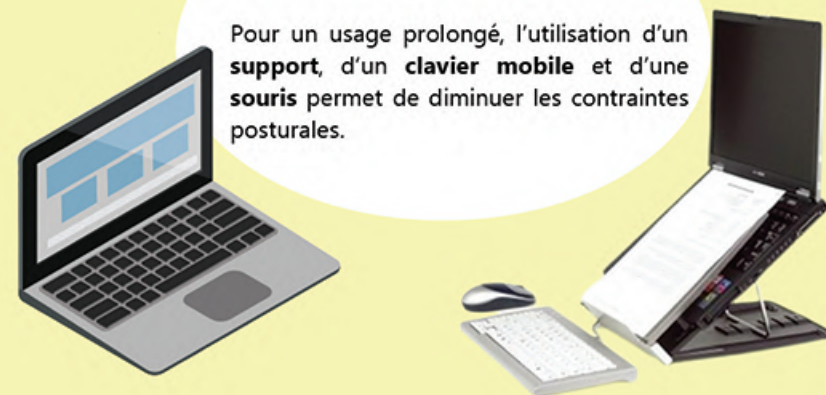 Pour un usage prolongé, l’utilisation d’un
support, d’un clavier mobile et d’une
souris permet de diminuer les contraintes
posturales.